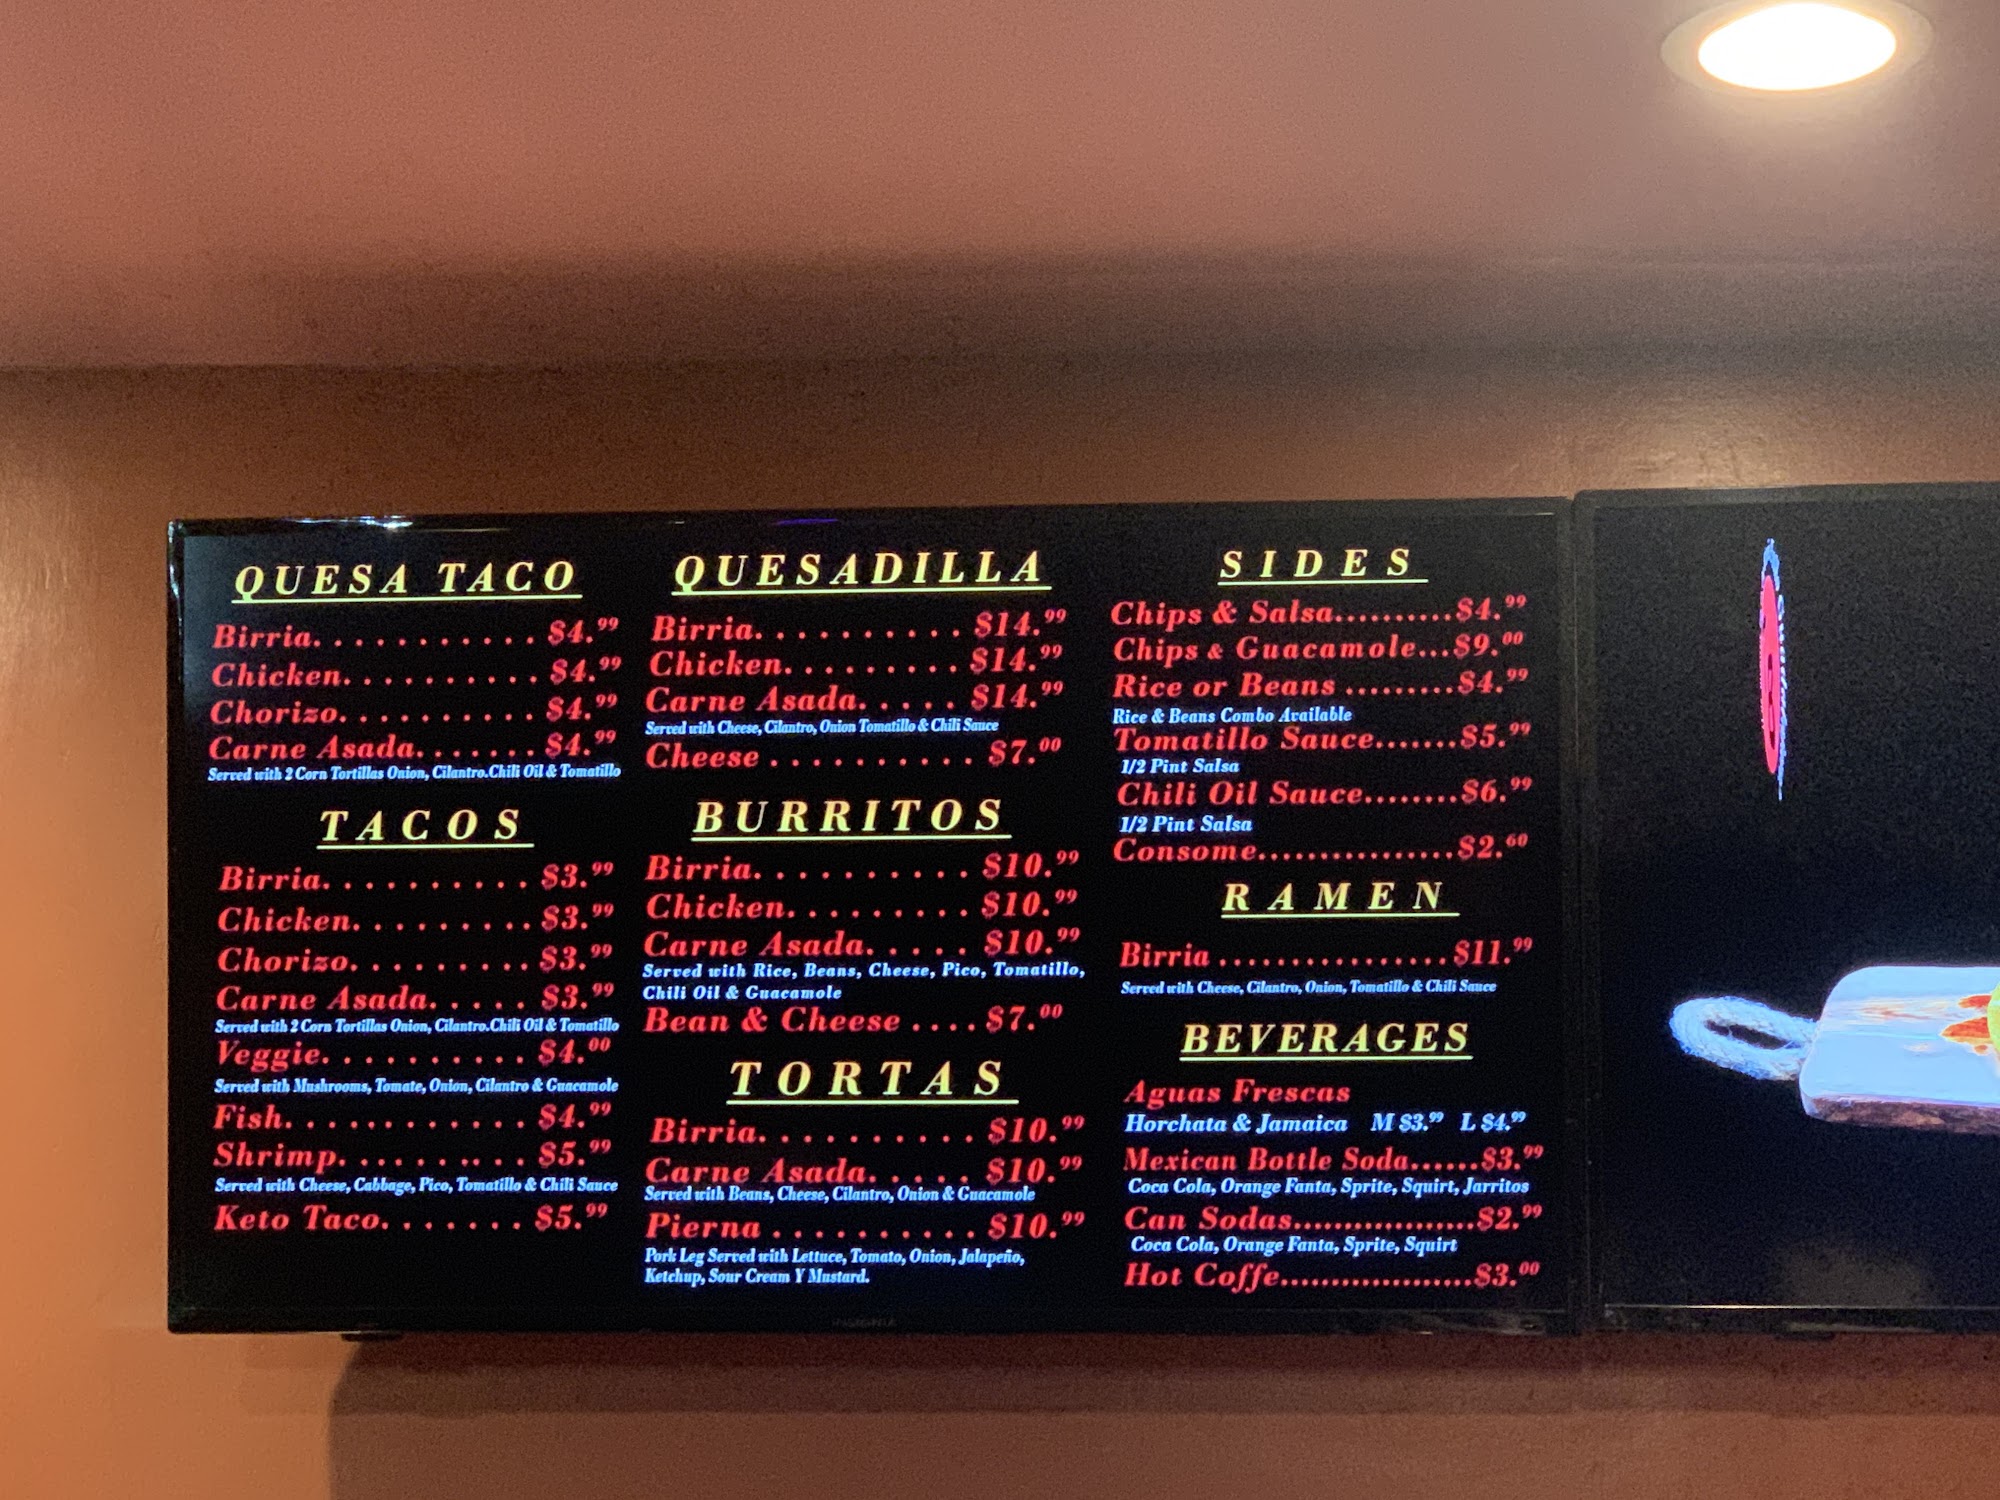 QUESA TACO
Birria. . . . . . . . . . . $4.99
Chicken. . . . . . . . . . $4.99
Chorizo. . . . . . . . . . $4.99
Carne Asada. . . . . . . $4.99
Served with 2 Corn Tortillas Onion, Cilantro.Chili Oil & Tomatillo
TACOS
Birria. . . . . . . . . . $3.99
Chicken. . . . . . . . . $3.99
Chorizo. . . . . . . . . $3.99
Carne Asada. . . . . $3.99
Served with 2 Corn Tortillas Onion, Cilantro.Chili Oil & Tomatillo
Veggie. . . . . . . . . . $4.00
Served with Mushrooms, Tomate, Onion, Cilantro & Guacamole
Fish. . . . . . . . . . . . $4.99
Shrimp. . . . . . .. . . $5.99
Served with Cheese, Cabbage, Pico, Tomatillo & Chili Sauce
Keto Taco. . . . . . . $5.99
QUESADILLA
Birria. . . . . . . . . . $14.99
Chicken. . . . . . . . . $14.99
Carne Asada. . . . . $14.99
Served with Cheese, Cilantro, Onion Tomatillo & Chili Sauce
Cheese . . . . . . . . . . $7.00
BURRITOS
Birria. . . . . . . . . . $10.99
Chicken. . . . . . . . . $10.99
Carne Asada. . . . . $10.99
Served with Rice, Beans, Cheese, Pico, Tomatillo,
Chili Oil & Guacamole
Bean & Cheese . . . . $7.00
TORTAS
Birria. . . . . . . . . . $10.99
Carne Asada. . . . . $10.99
Served with Beans, Cheese, Cilantro, Onion & Guacamole
Pierna . . . . . . . . . . $10.99
Pork Leg Served with Lettuce, Tomato, Onion, Jalapeño,
Ketchup, Sour Cream Y Mustard.
SIDES
Chips & Salsa..........$4.99
Chips & Guacamole...$9.00
Rice or Beans .........$4.99
Rice & Beans Combo Available
Tomatillo Sauce.......$5.99
1/2 Pint Salsa
Chili Oil Sauce........$6.99
1/2 Pint Salsa
Consome................$2.60
RAMEN
Birria ................$11.99
Served with Cheese, Cilantro, Onion, Tomatillo & Chili Sauce
BEVERAGES
Aguas Frescas
Horchata & Jamaica M $3.99 L $4.99
Mexican Bottle Soda......$3.99
Coca Cola, Orange Fanta, Sprite, Squirt, Jarritos
Can Sodas..................$2.99
Coca Cola, Orange Fanta, Sprite, Squirt
Hot Coffe...................$3.00
INSIGNIA